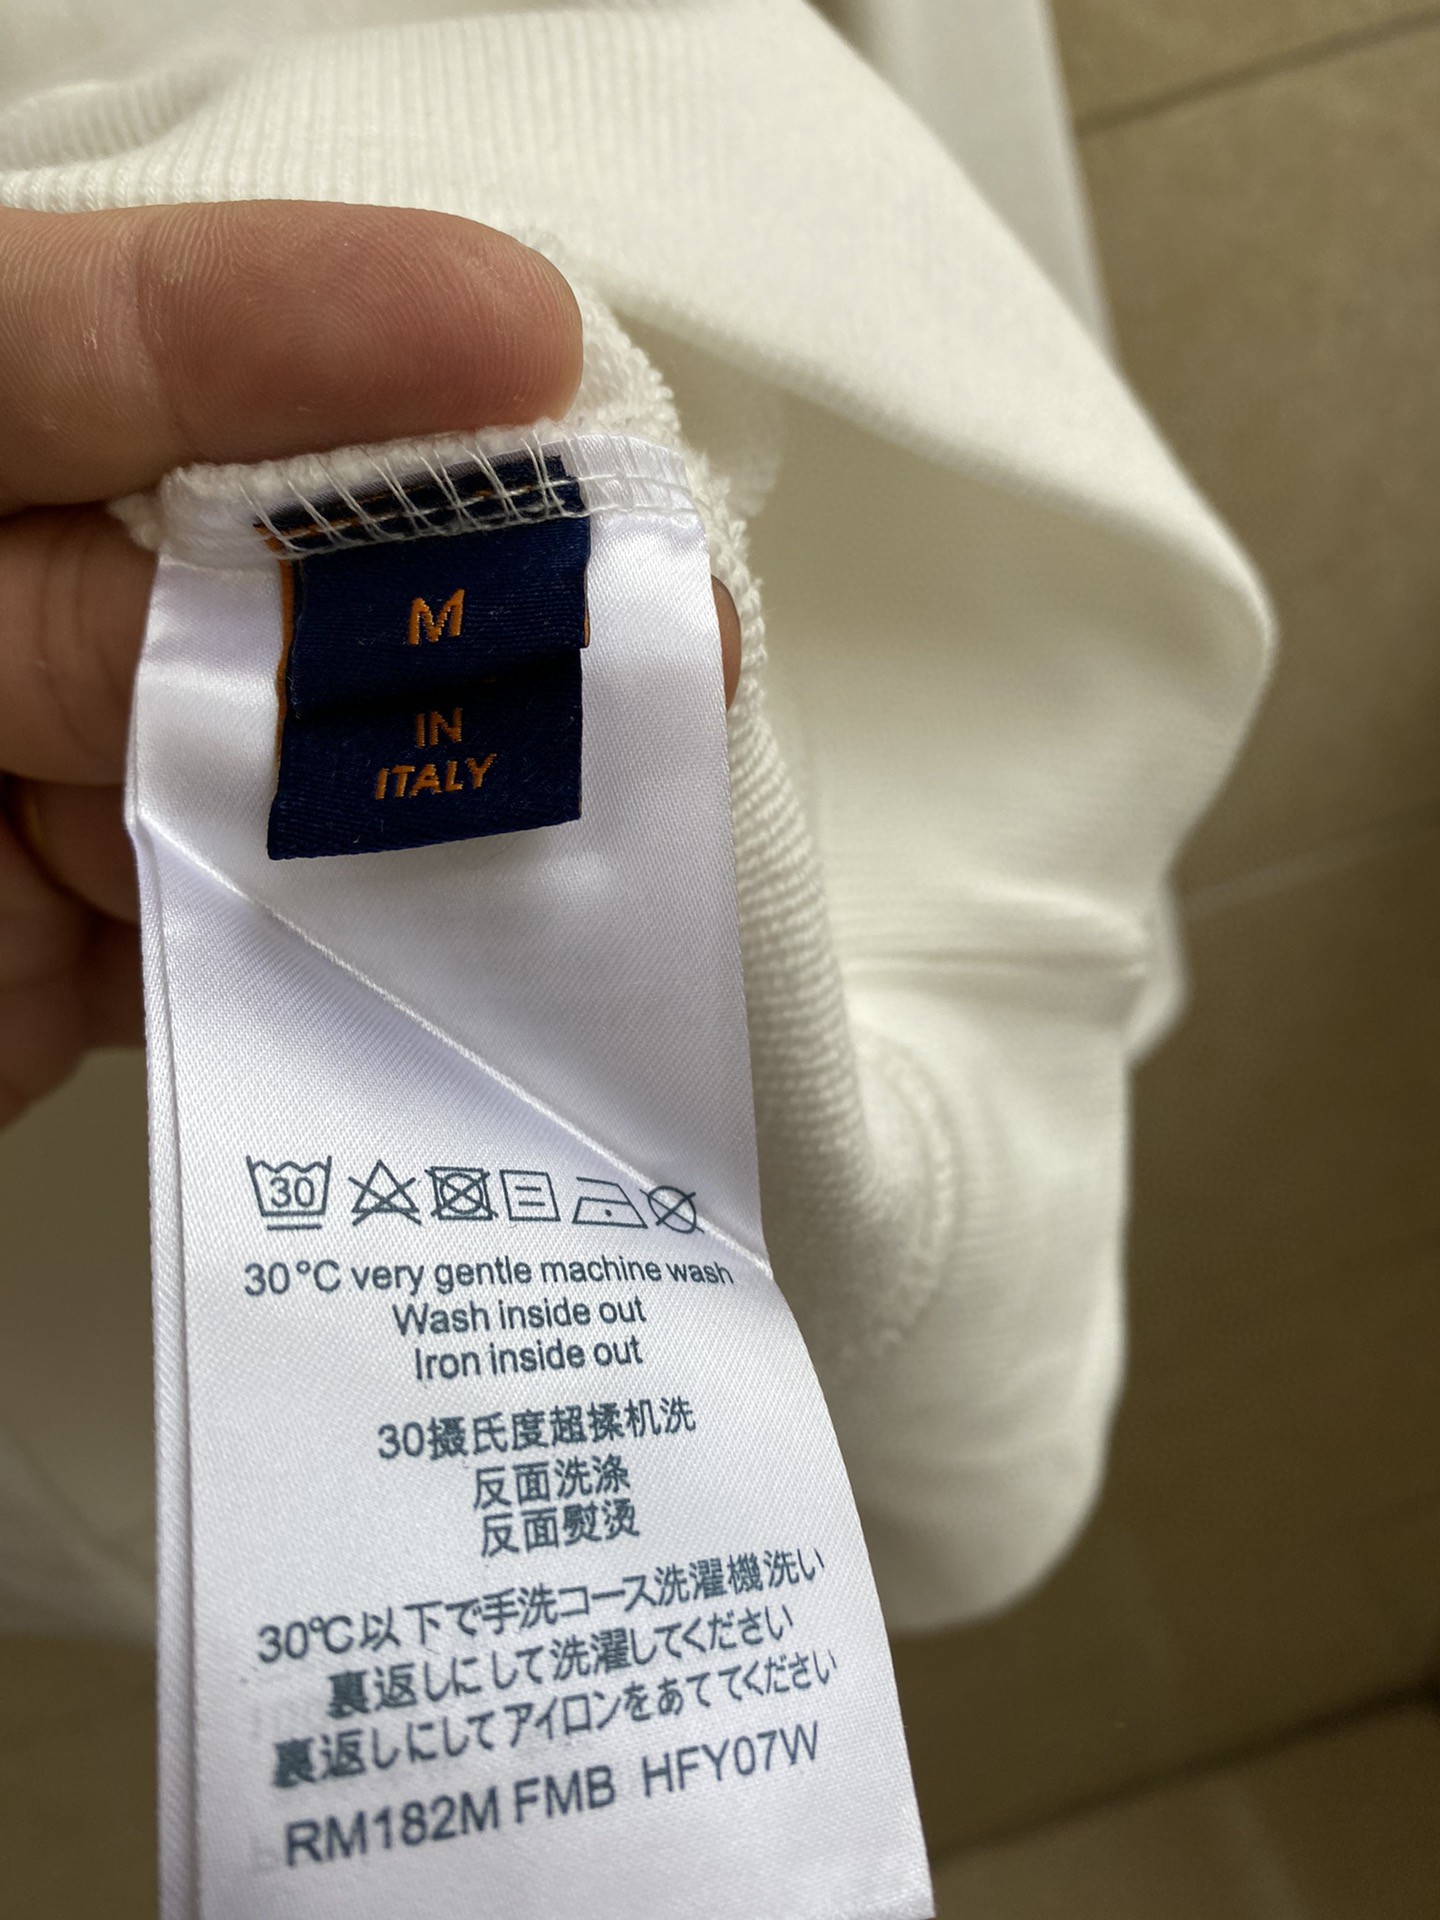 M
IN
ITALY
30
30°C very gentle machine wash
Wash inside out
Iron inside out
30摄氏度超揉机洗
反面洗涤
反面熨烫
30℃以下で手洗コース洗濯機洗い
裏返しにして洗濯してください
裏返しにしてアイロンをあててください
RM182M FMB HFY07W